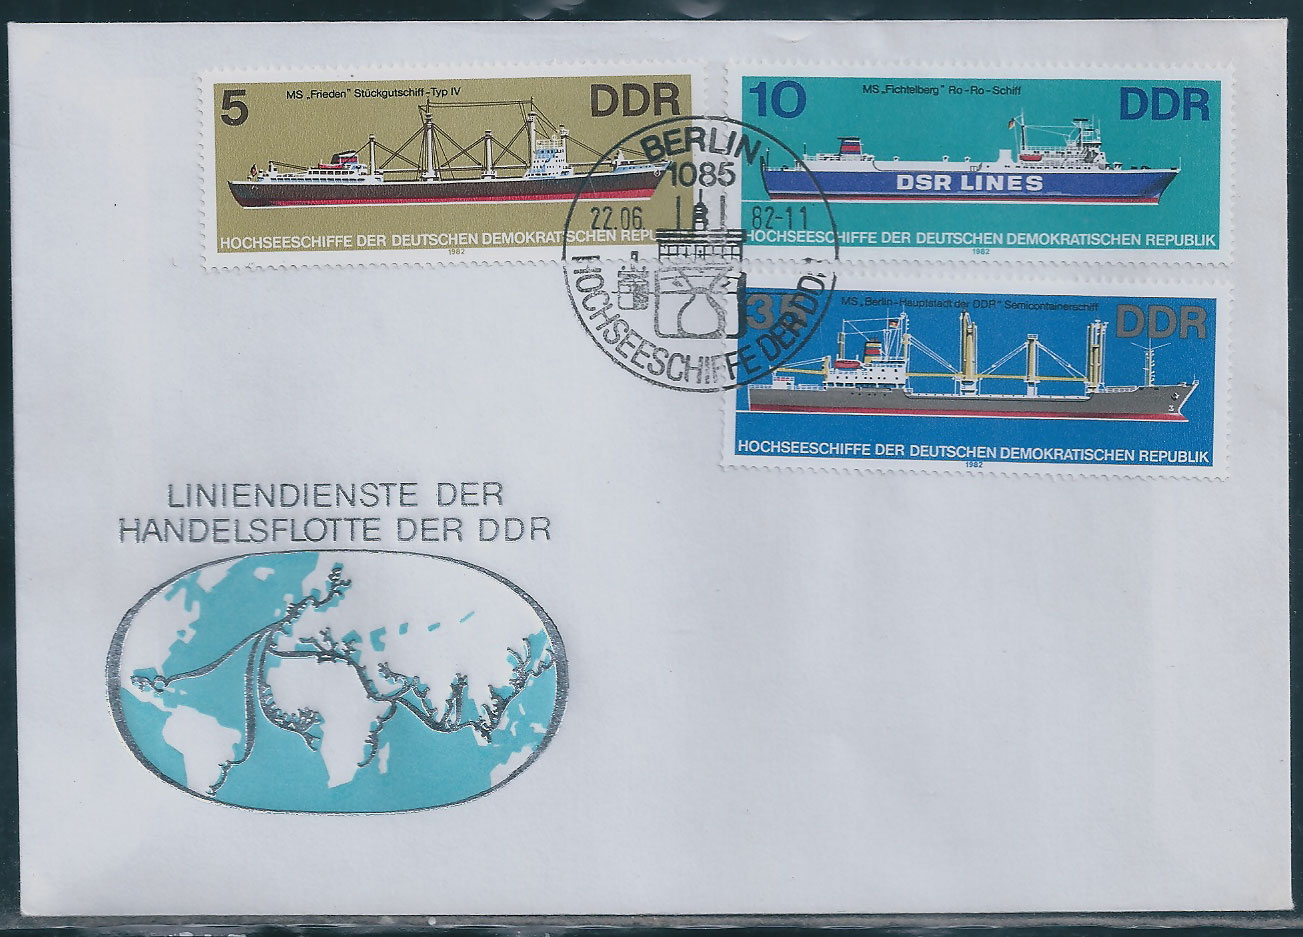 5
MS „Frieden" Stückgutschiff-Typ IV
DDR
HOCHSEESCHIFFE DER DEUTSCHEN DEMOKRATISCHEN REPU
1982
10
MS „Fichtelberg" Ro-Ro-Schiff
DDR
DSR LINES
HOCHSEESCHIFFE DER DEUTSCHEN DEMOKRATISCHEN REPUBLIK
1982
BERLIN
1085
22.06
82-11
HOCHSEESCHIFFE DER DDR
35
MS „Berlin-Hauptstadt der DDR" Semicontainerschiff
DDR
HOCHSEESCHIFFE DER DEUTSCHEN DEMOKRATISCHEN REPUBLIK
1982
LINIENDIENSTE DER
HANDELSFLOTTE DER DDR